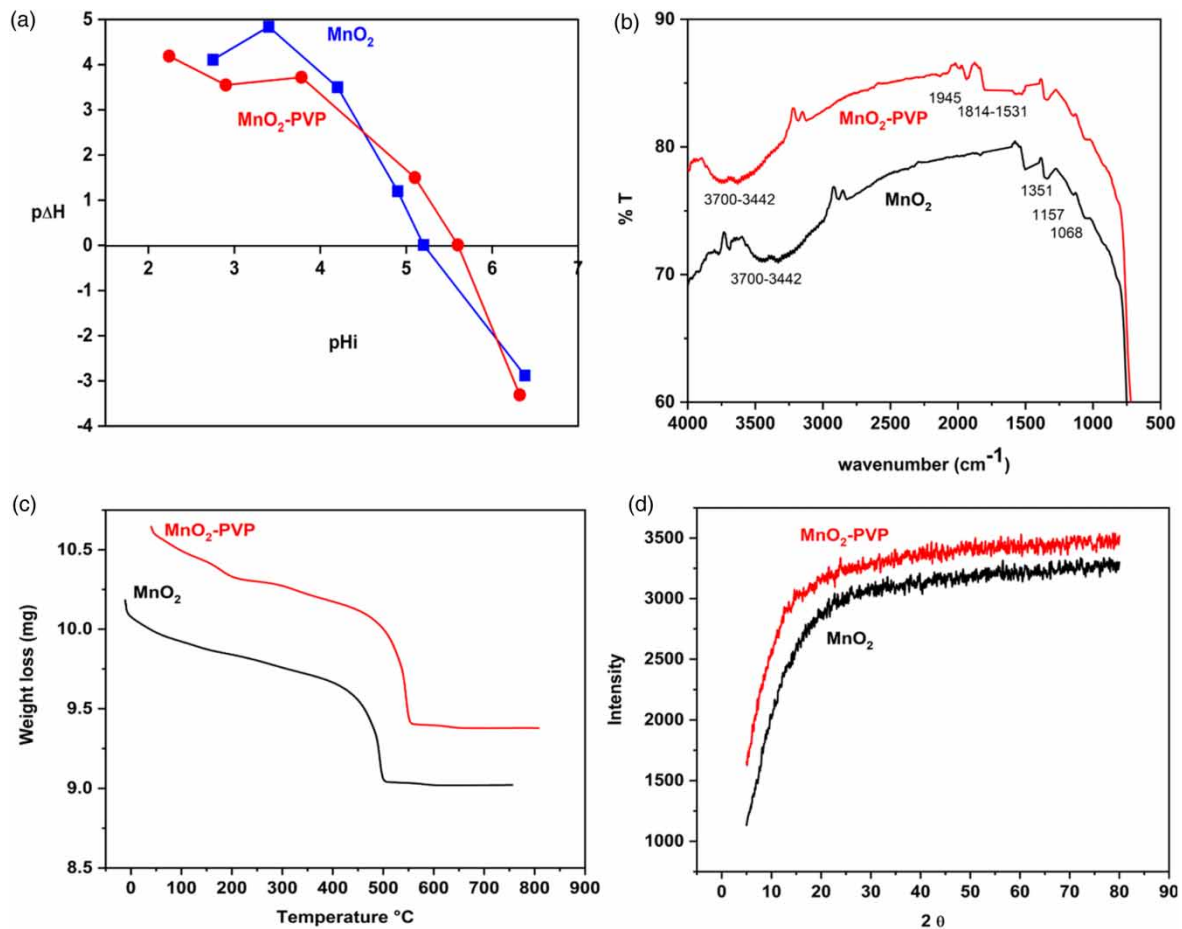 (a)
5
4
3
2
1
0
-1
-2
-3
-4
p∆H
MnO₂
MnO₂-PVP
2 3 4 5 6 7
pHi
(b)
90
80
70
60
% T
1945
1814-1531
MnO₂-PVP
3700-3442
MnO₂
1351
1157
1068
3700-3442
4000 3500 3000 2500 2000 1500 1000 500
wavenumber (cm⁻¹)
(c)
10.5
10.0
9.5
9.0
8.5
Weight loss (mg)
MnO₂-PVP
MnO₂
0 100 200 300 400 500 600 700 800 900
Temperature °C
(d)
3500
3000
2500
2000
1500
1000
Intensity
MnO₂-PVP
MnO₂
0 10 20 30 40 50 60 70 80 90
2 θ